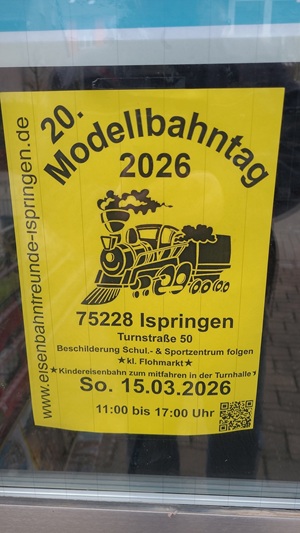 www.eisenbahnfreunde-ispringen.de
20.
Modellbahntag
2026
75228 Ispringen
Turnstraße 50
Beschilderung Schul.- & Sportzentrum folgen
★kl. Flohmarkt★
★Kindereisenbahn zum mitfahren in der Turnhalle★
So. 15.03.2026
11:00 bis 17:00 Uhr